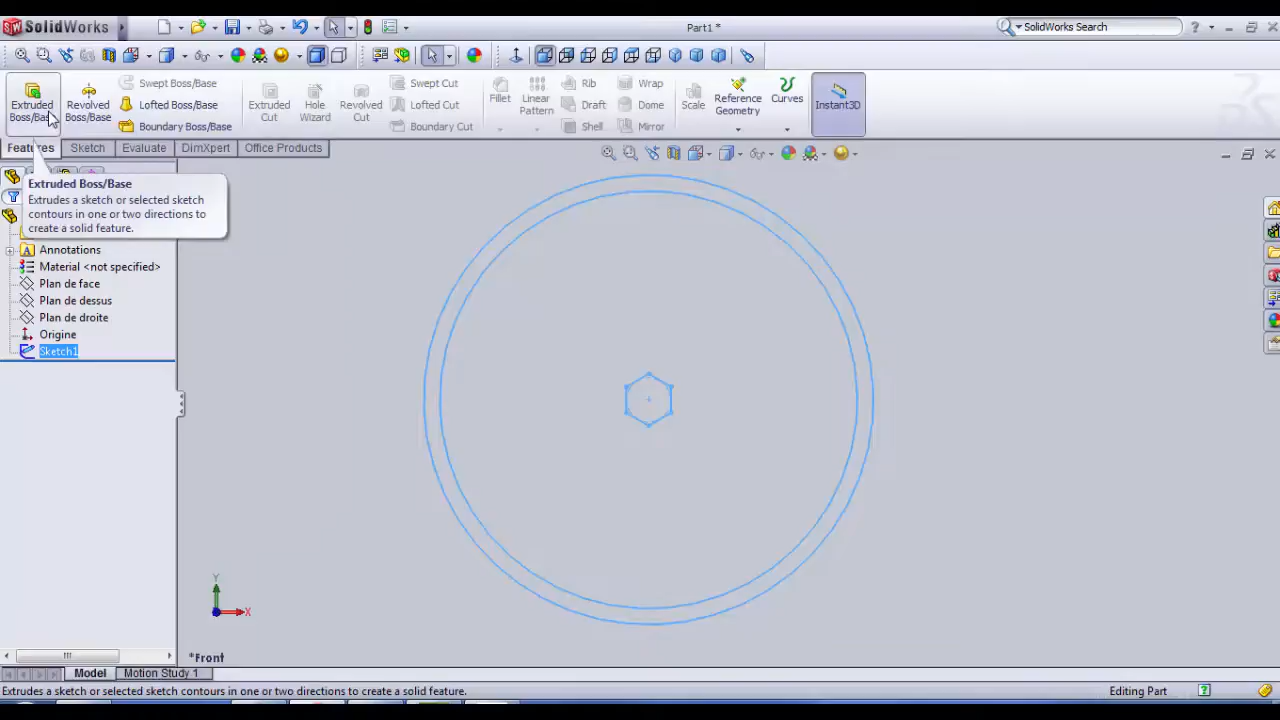 SolidWorks
Part1 *
SolidWorks Search
Extruded Boss/Base
Revolved Boss/Base
Swept Boss/Base
Lofted Boss/Base
Boundary Boss/Base
Extruded Cut
Hole Wizard
Revolved Cut
Swept Cut
Lofted Cut
Boundary Cut
Fillet
Linear Pattern
Rib
Draft
Shell
Wrap
Dome
Mirror
Scale
Reference Geometry
Curves
Instant3D
Features
Sketch
Evaluate
DimXpert
Office Products
Extruded Boss/Base
Extrudes a sketch or selected sketch
contours in one or two directions to
create a solid feature.
Annotations
Material <not specified>
Plan de face
Plan de dessus
Plan de droite
Origine
Sketch1
Y
X
*Front
Model
Motion Study 1
Extrudes a sketch or selected sketch contours in one or two directions to create a solid feature.
Editing Part